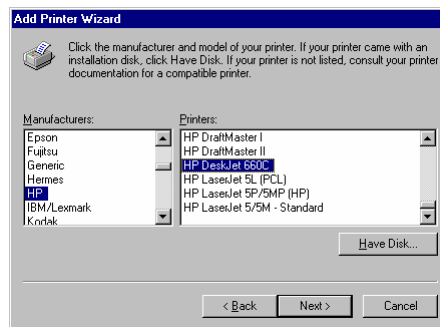 Add Printer Wizard
Click the manufacturer and model of your printer. If your printer came with an
installation disk, click Have Disk. If your printer is not listed, consult your printer
documentation for a compatible printer.
Manufacturers:
Printers:
Epson
Fujitsu
Generic
Hermes
HP
IBM/Lexmark
Kodak
HP DraftMaster I
HP DraftMaster II
HP DeskJet 660C
HP LaserJet 5L (PCL)
HP LaserJet 5P/5MP (HP)
HP LaserJet 5/5M - Standard
Have Disk...
< Back
Next >
Cancel